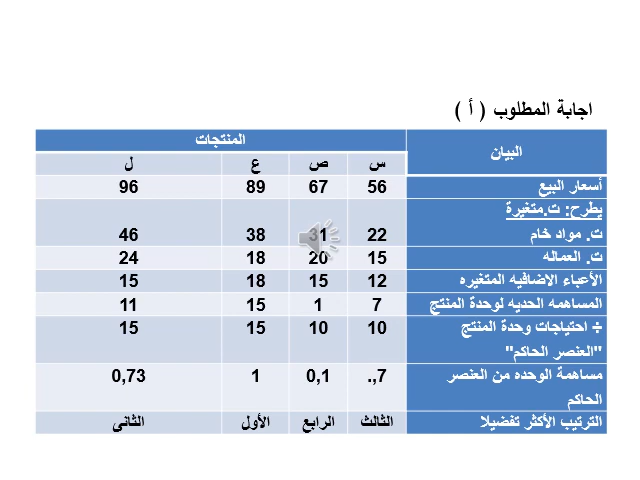 اجابة المطلوب ( أ )
البيان المنتجات
س ص ع ل
أسعار البيع 56 67 89 96
يطرح: ت.متغيرة
ت. مواد خام 22 31 38 46
ت. العماله 15 20 18 24
الأعباء الاضافيه المتغيره 12 15 18 15
المساهمه الحديه لوحدة المنتج 7 1 15 11
÷ احتياجات وحدة المنتج 10 10 15 15
"العنصر الحاكم"
مساهمة الوحده من العنصر 7,. 0,1 1 0,73
الحاكم
الترتيب الأكثر تفضيلا الثالث الرابع الأول الثانى